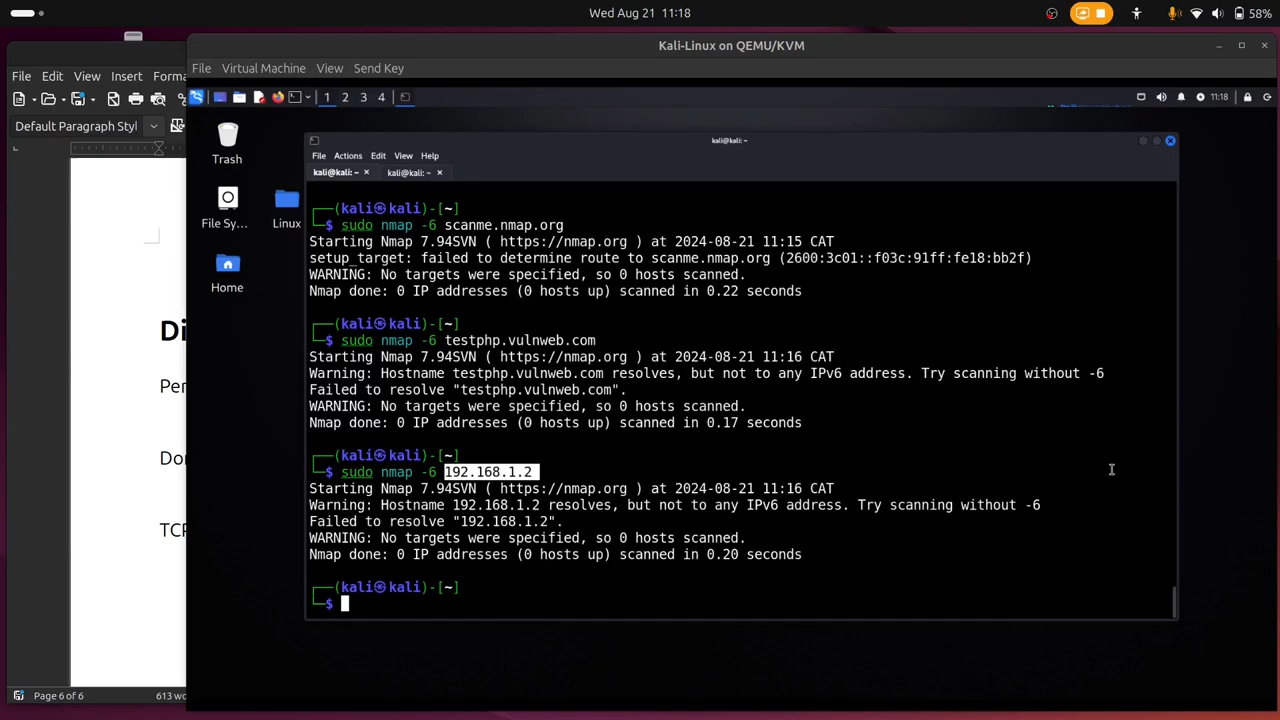 Wed Aug 21 11:18
58%
Kali-Linux on QEMU/KVM
File Virtual Machine View Send Key
File Edit View Insert Forma
Default Paragraph Styl
1 2 3 4
11:18
Trash
File Sy...
Linux
Home
Di
Per
Dor
TCP
Page 6 of 6
613 wo
kali@kali: ~
File Actions Edit View Help
kali@kali: ~ × kali@kali: ~ ×
┌──(kali㉿kali)-[~]
└─$ sudo nmap -6 scanme.nmap.org
Starting Nmap 7.94SVN ( https://nmap.org ) at 2024-08-21 11:15 CAT
setup_target: failed to determine route to scanme.nmap.org (2600:3c01::f03c:91ff:fe18:bb2f)
WARNING: No targets were specified, so 0 hosts scanned.
Nmap done: 0 IP addresses (0 hosts up) scanned in 0.22 seconds
┌──(kali㉿kali)-[~]
└─$ sudo nmap -6 testphp.vulnweb.com
Starting Nmap 7.94SVN ( https://nmap.org ) at 2024-08-21 11:16 CAT
Warning: Hostname testphp.vulnweb.com resolves, but not to any IPv6 address. Try scanning without -6
Failed to resolve "testphp.vulnweb.com".
WARNING: No targets were specified, so 0 hosts scanned.
Nmap done: 0 IP addresses (0 hosts up) scanned in 0.17 seconds
┌──(kali㉿kali)-[~]
└─$ sudo nmap -6 192.168.1.2
Starting Nmap 7.94SVN ( https://nmap.org ) at 2024-08-21 11:16 CAT
Warning: Hostname 192.168.1.2 resolves, but not to any IPv6 address. Try scanning without -6
Failed to resolve "192.168.1.2".
WARNING: No targets were specified, so 0 hosts scanned.
Nmap done: 0 IP addresses (0 hosts up) scanned in 0.20 seconds
┌──(kali㉿kali)-[~]
└─$